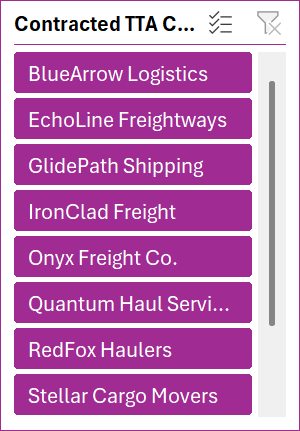 Contracted TTA C...
BlueArrow Logistics
EchoLine Freightways
GlidePath Shipping
IronClad Freight
Onyx Freight Co.
Quantum Haul Servi...
RedFox Haulers
Stellar Cargo Movers